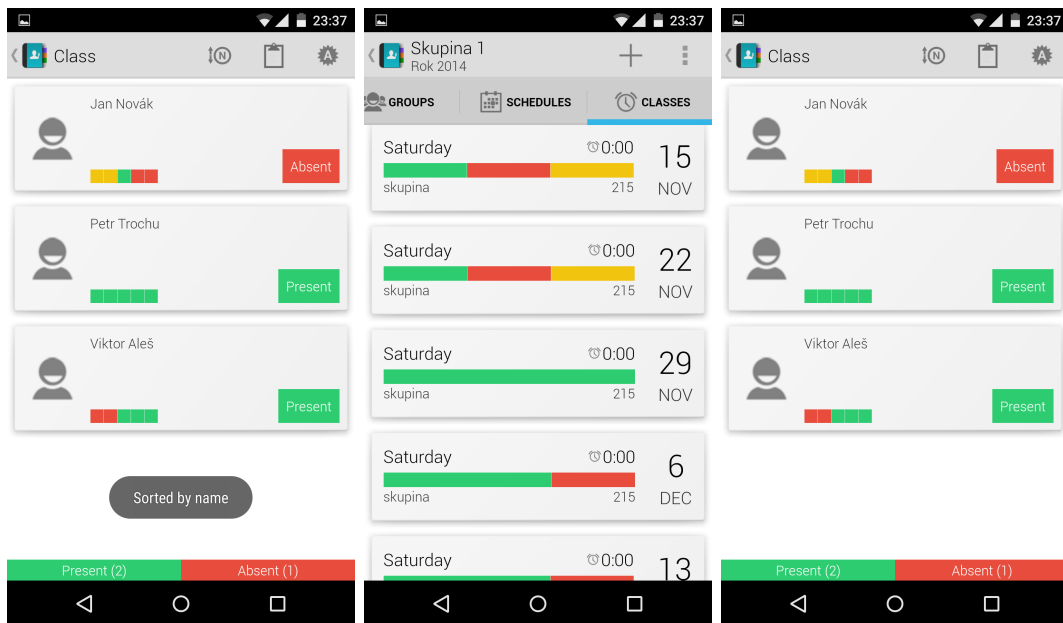 23:37
Class
N
A
Jan Novák
Absent
Petr Trochu
Present
Viktor Aleš
Present
Sorted by name
Present (2)
Absent (1)
23:37
Skupina 1
Rok 2014
GROUPS
SCHEDULES
CLASSES
Saturday
0:00
15
skupina
215
NOV
Saturday
0:00
22
skupina
215
NOV
Saturday
0:00
29
skupina
215
NOV
Saturday
0:00
6
skupina
215
DEC
Saturday
0:00
13
23:37
Class
N
A
Jan Novák
Absent
Petr Trochu
Present
Viktor Aleš
Present
Present (2)
Absent (1)